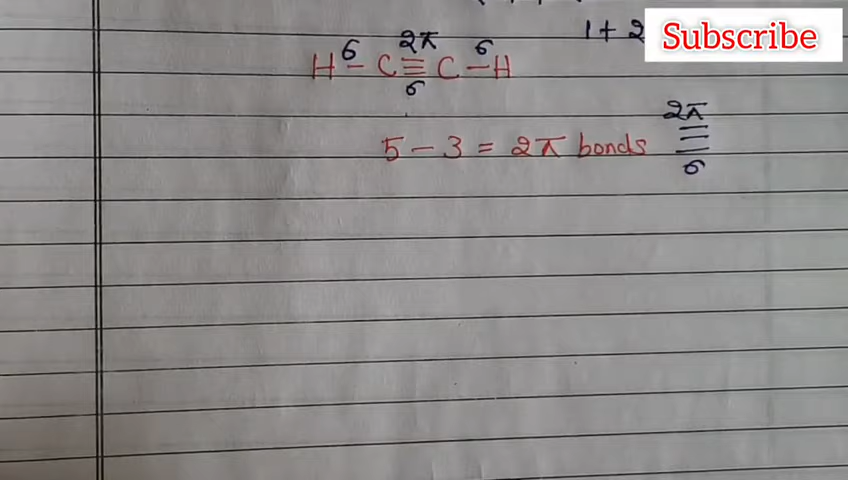 1 + 2
Subscribe
σ 2π σ
H - C ≡ C - H
σ
2π
5 - 3 = 2π bonds ≡
σ